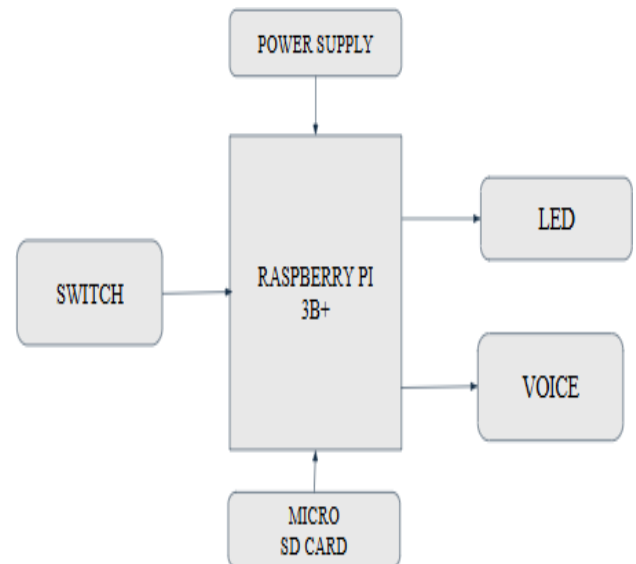 POWER SUPPLY
LED
RASPBERRY PI
3B+
SWITCH
VOICE
MICRO
SD CARD